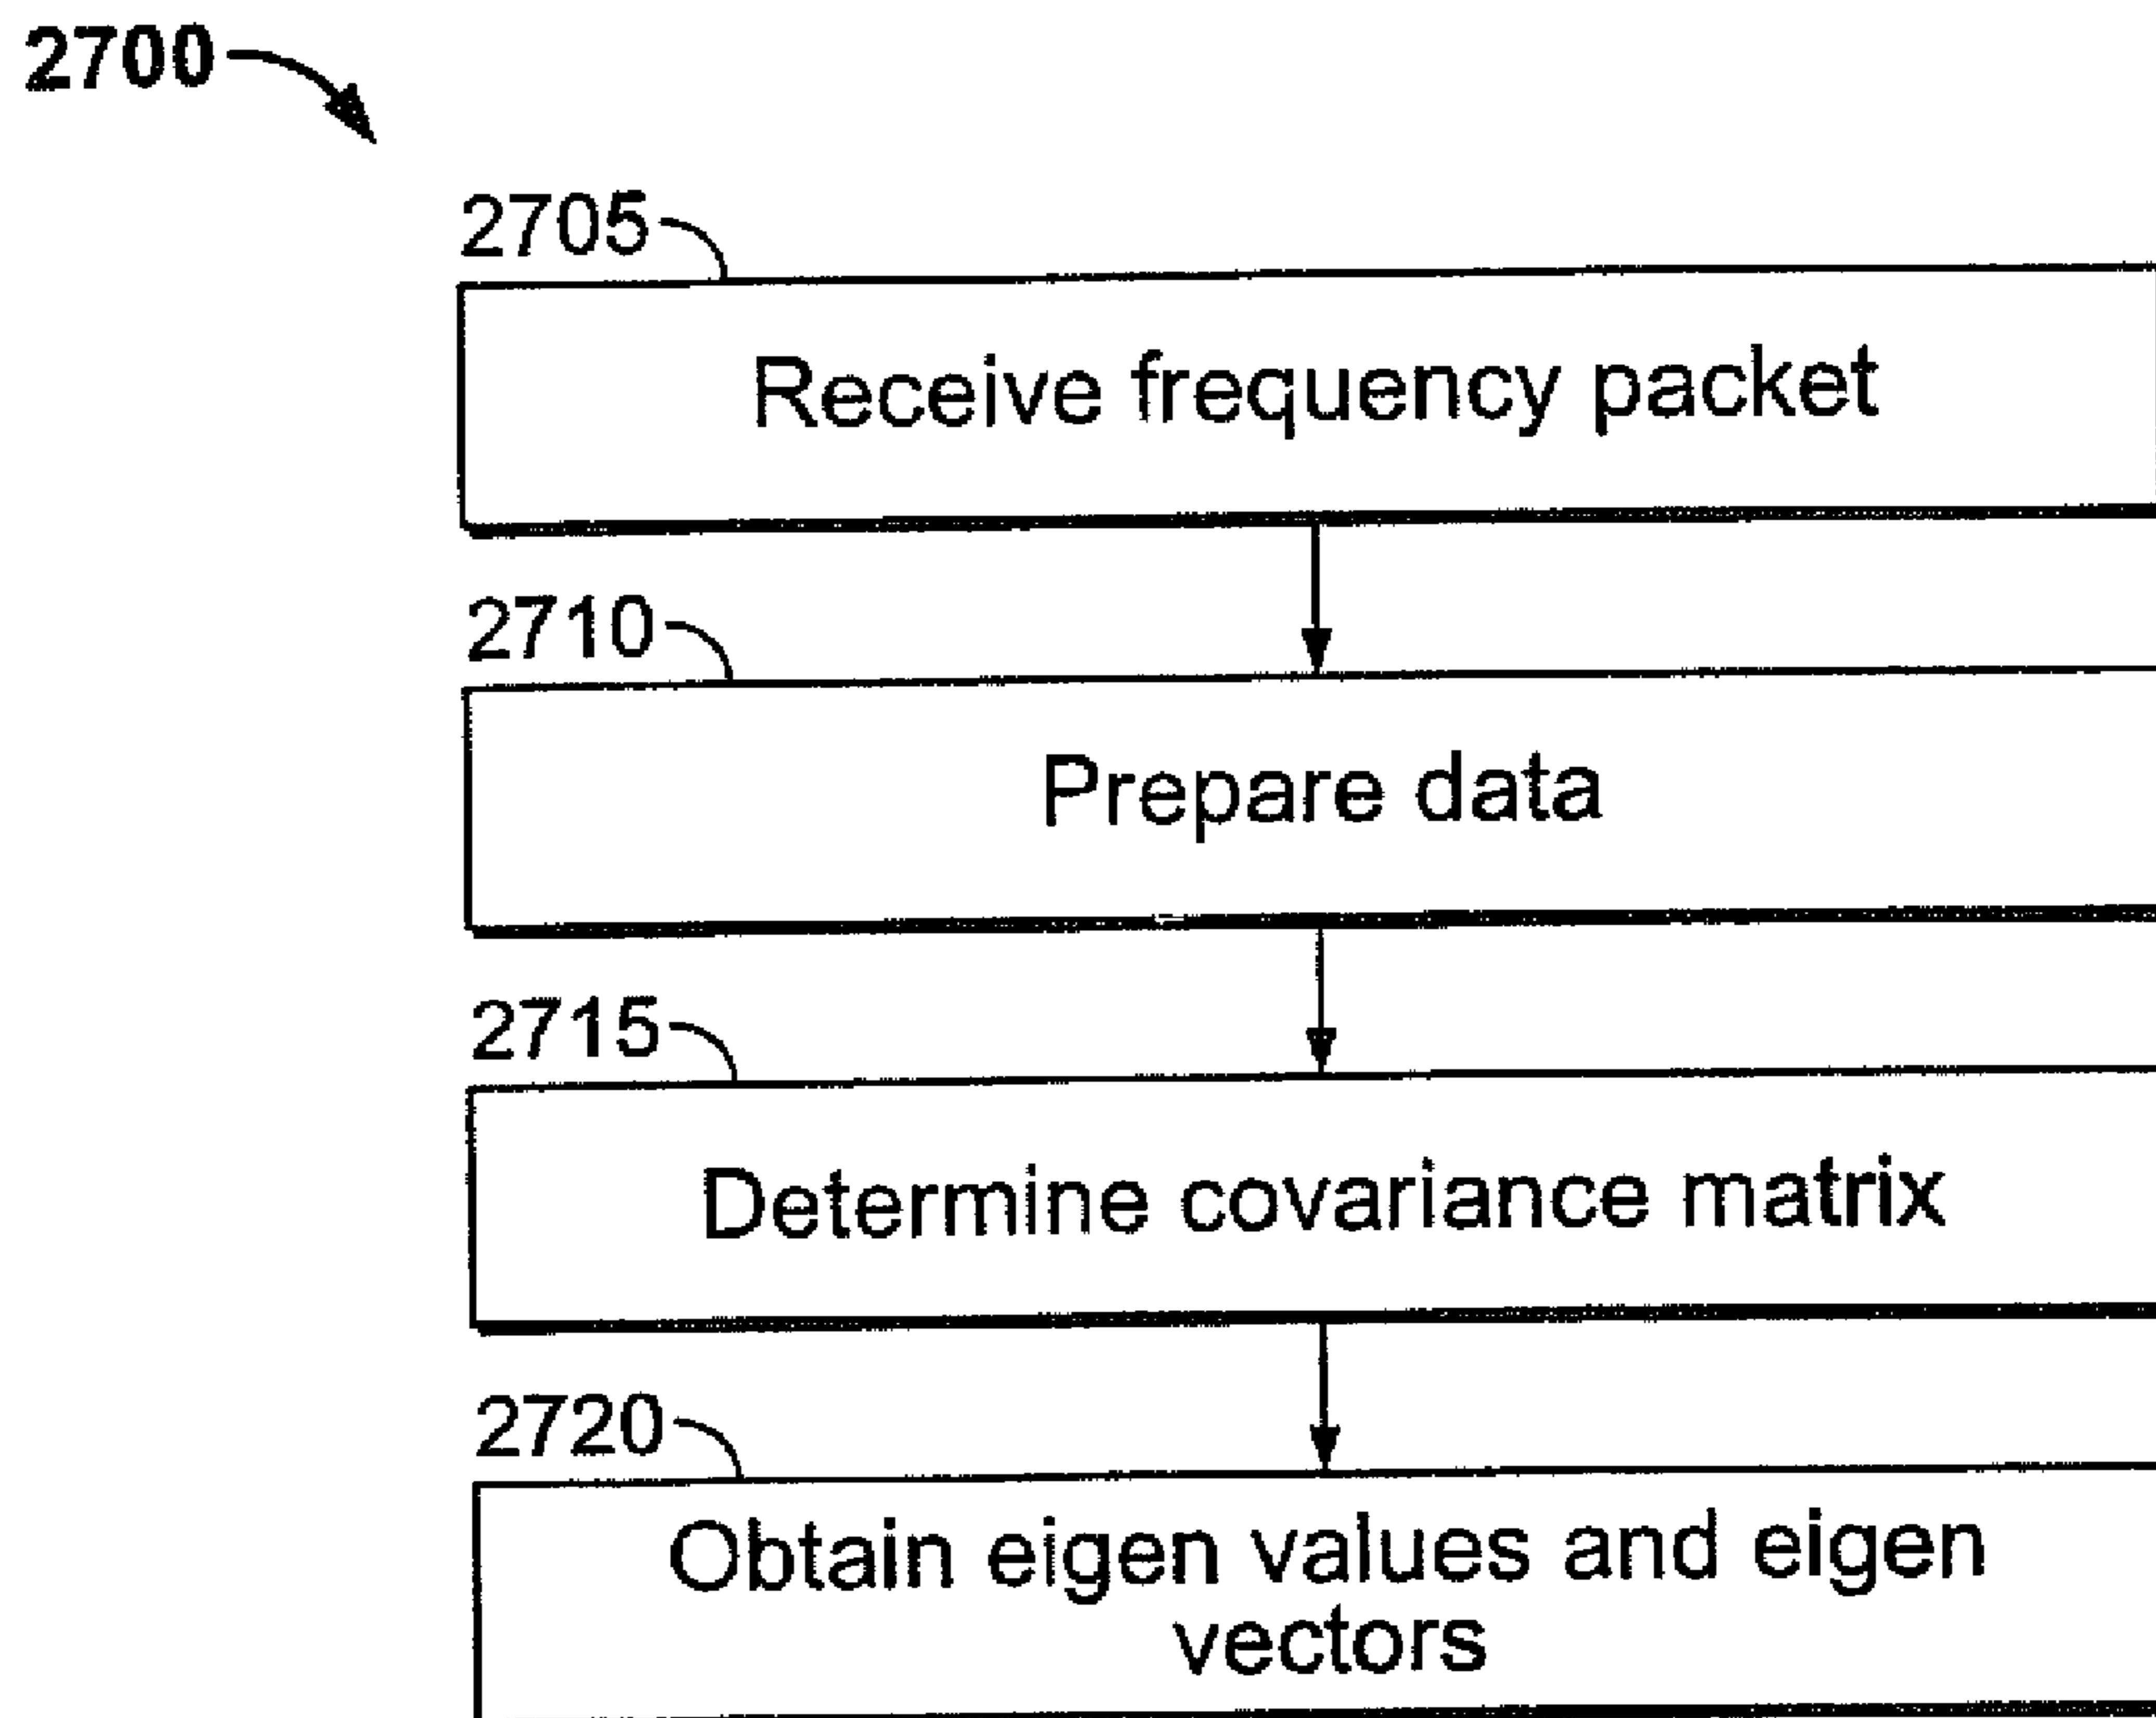 2700
2705
Receive frequency packet
2710
Prepare data
2715
Determine covariance matrix
2720
Obtain eigen values and eigen
vectors